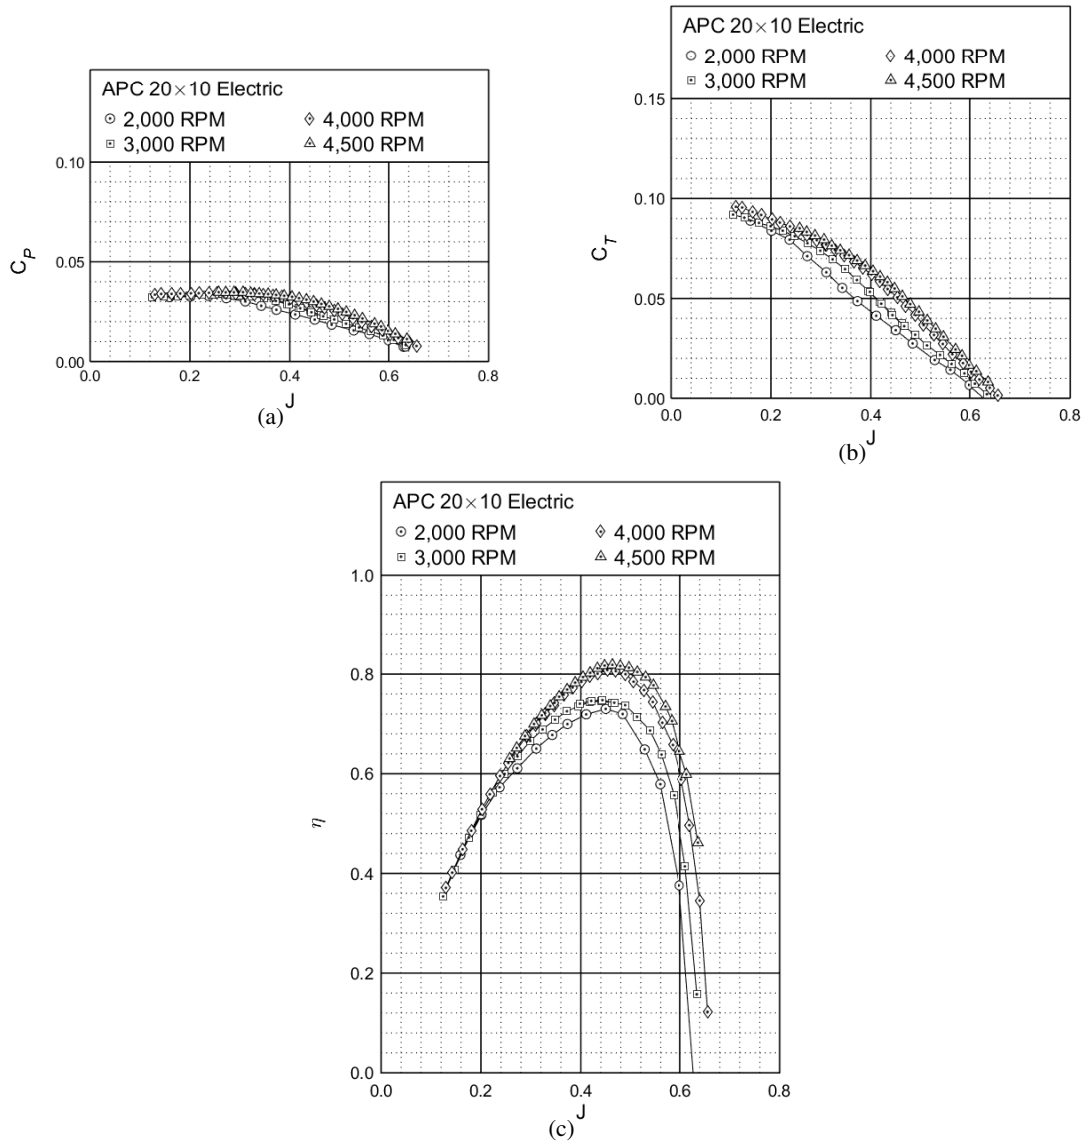 APC 20×10 Electric
2,000 RPM
4,000 RPM
3,000 RPM
4,500 RPM
0.10
0.05
0.00
C_P
0.0
0.2
0.4
0.6
0.8
J
(a)
APC 20×10 Electric
2,000 RPM
4,000 RPM
3,000 RPM
4,500 RPM
0.15
0.10
0.05
0.00
C_T
0.0
0.2
0.4
0.6
0.8
J
(b)
APC 20×10 Electric
2,000 RPM
4,000 RPM
3,000 RPM
4,500 RPM
1.0
0.8
0.6
0.4
0.2
0.0
η
0.0
0.2
0.4
0.6
0.8
J
(c)